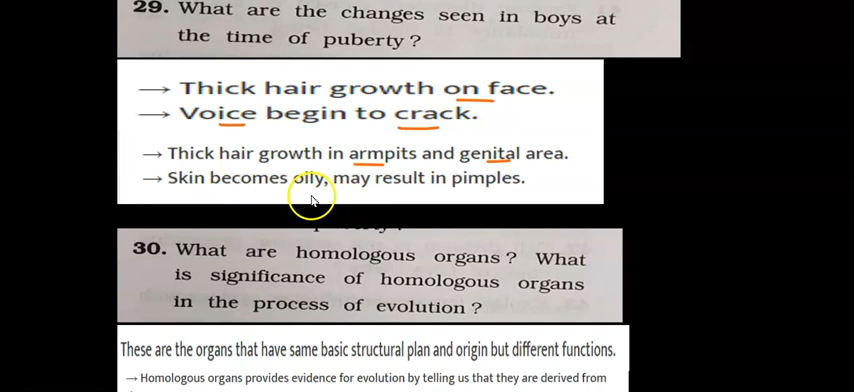 29. What are the changes seen in boys at
the time of puberty ?
→ Thick hair growth on face.
→ Voice begin to crack.
→ Thick hair growth in armpits and genital area.
→ Skin becomes oily, may result in pimples.
30. What are homologous organs ? What
is significance of homologous organs
in the process of evolution ?
These are the organs that have same basic structural plan and origin but different functions.
→ Homologous organs provides evidence for evolution by telling us that they are derived from